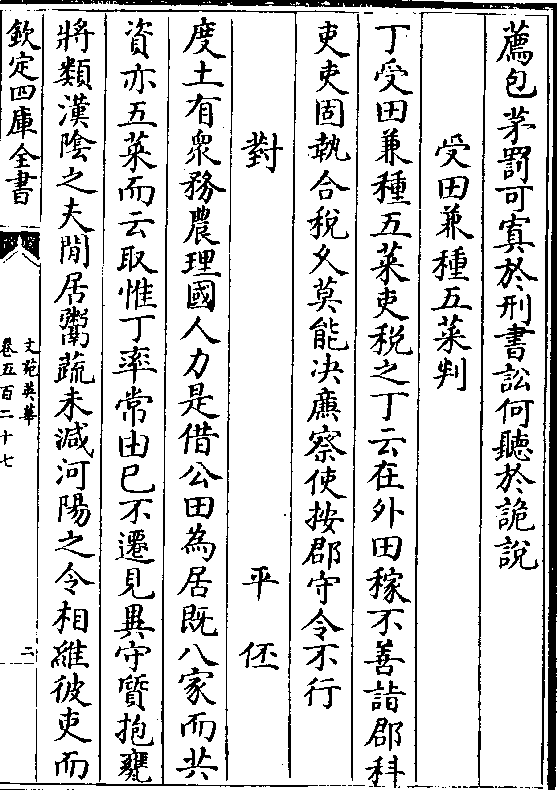 薦包茅罰可寘於刑書訟何聽於詭說
受田兼種五菜判
丁受田兼種五菜吏税之丁云在外田稼不善詣郡科
吏吏固執合税久莫能决廉察使按郡守令不行
對 平伾
度土有衆務農理國人力是借公田為居既八家而共
資亦五菜而云取惟丁率常由已不遷見異守質抱甕
將類漢陰之夫閒居鬻蔬未減河陽之令相維彼吏而
欽定四庫全書
文苑英華
卷五百二十七
二